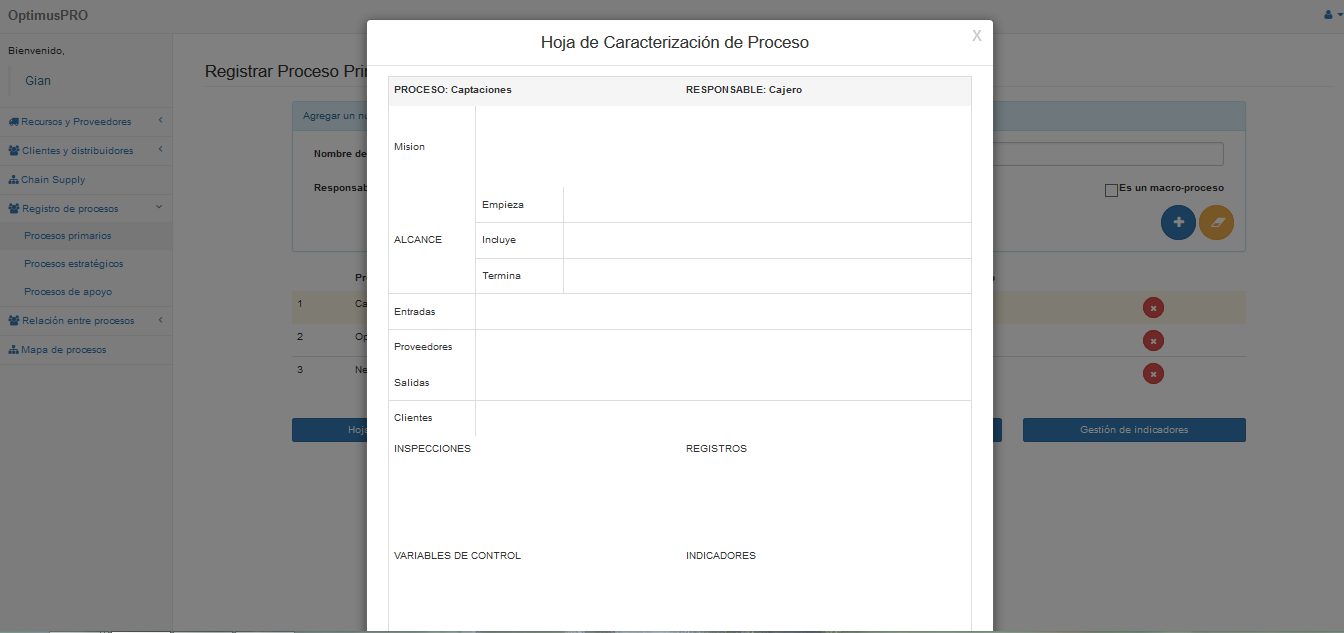 OptimusPRO
Bienvenido,
Gian
Recursos y Proveedores
Clientes y distribuidores
Chain Supply
Registro de procesos
Procesos primarios
Procesos estratégicos
Procesos de apoyo
Relación entre procesos
Mapa de procesos
Registrar Proceso Pri
Agregar un nu
Nombre de
Responsab
Es un macro-proceso
Pr
1 Ca
2 Op
3 Ne
Hoja
Gestión de indicadores
Hoja de Caracterización de Proceso
X
PROCESO: Captaciones RESPONSABLE: Cajero
Mision
ALCANCE
Empieza
Incluye
Termina
Entradas
Proveedores
Salidas
Clientes
INSPECCIONES REGISTROS
VARIABLES DE CONTROL INDICADORES